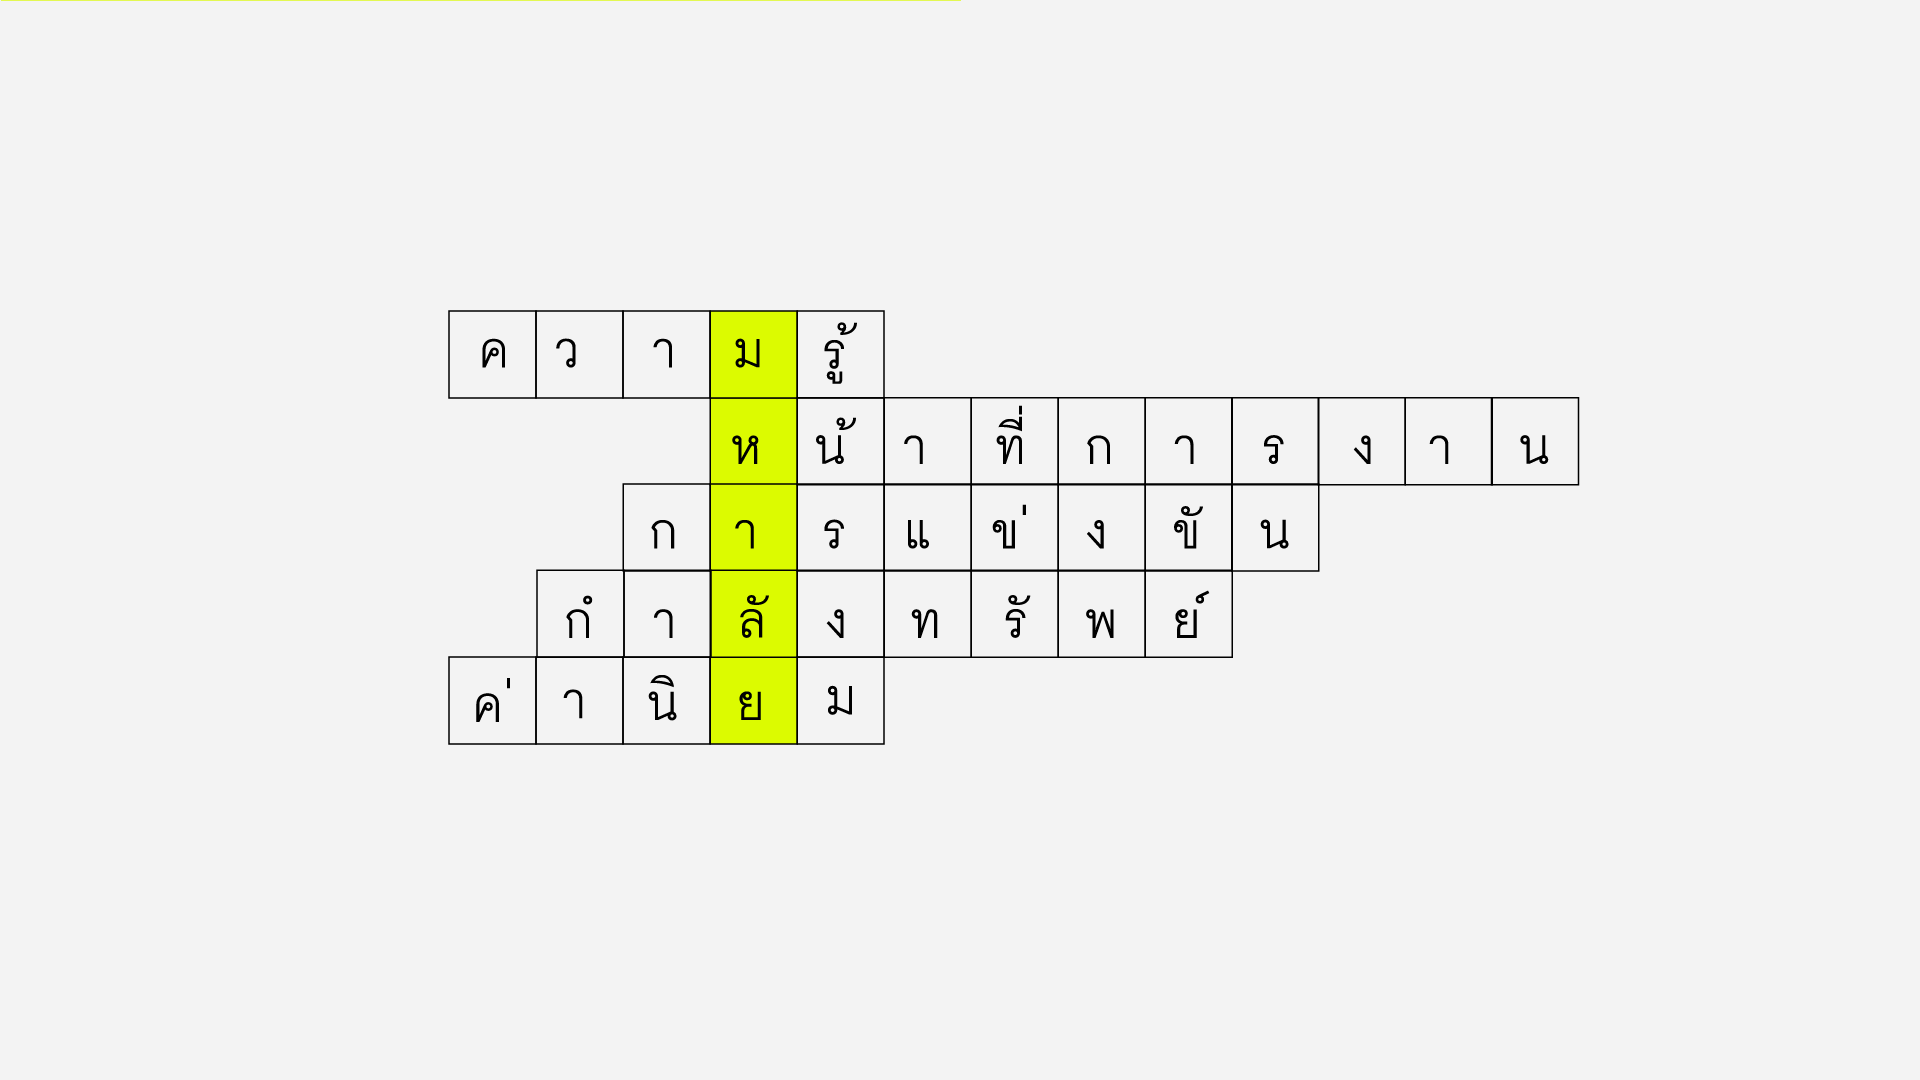 ความรู้
หน้าที่การงาน
การแข่งขัน
กําลังทรัพย์
ค่านิยม